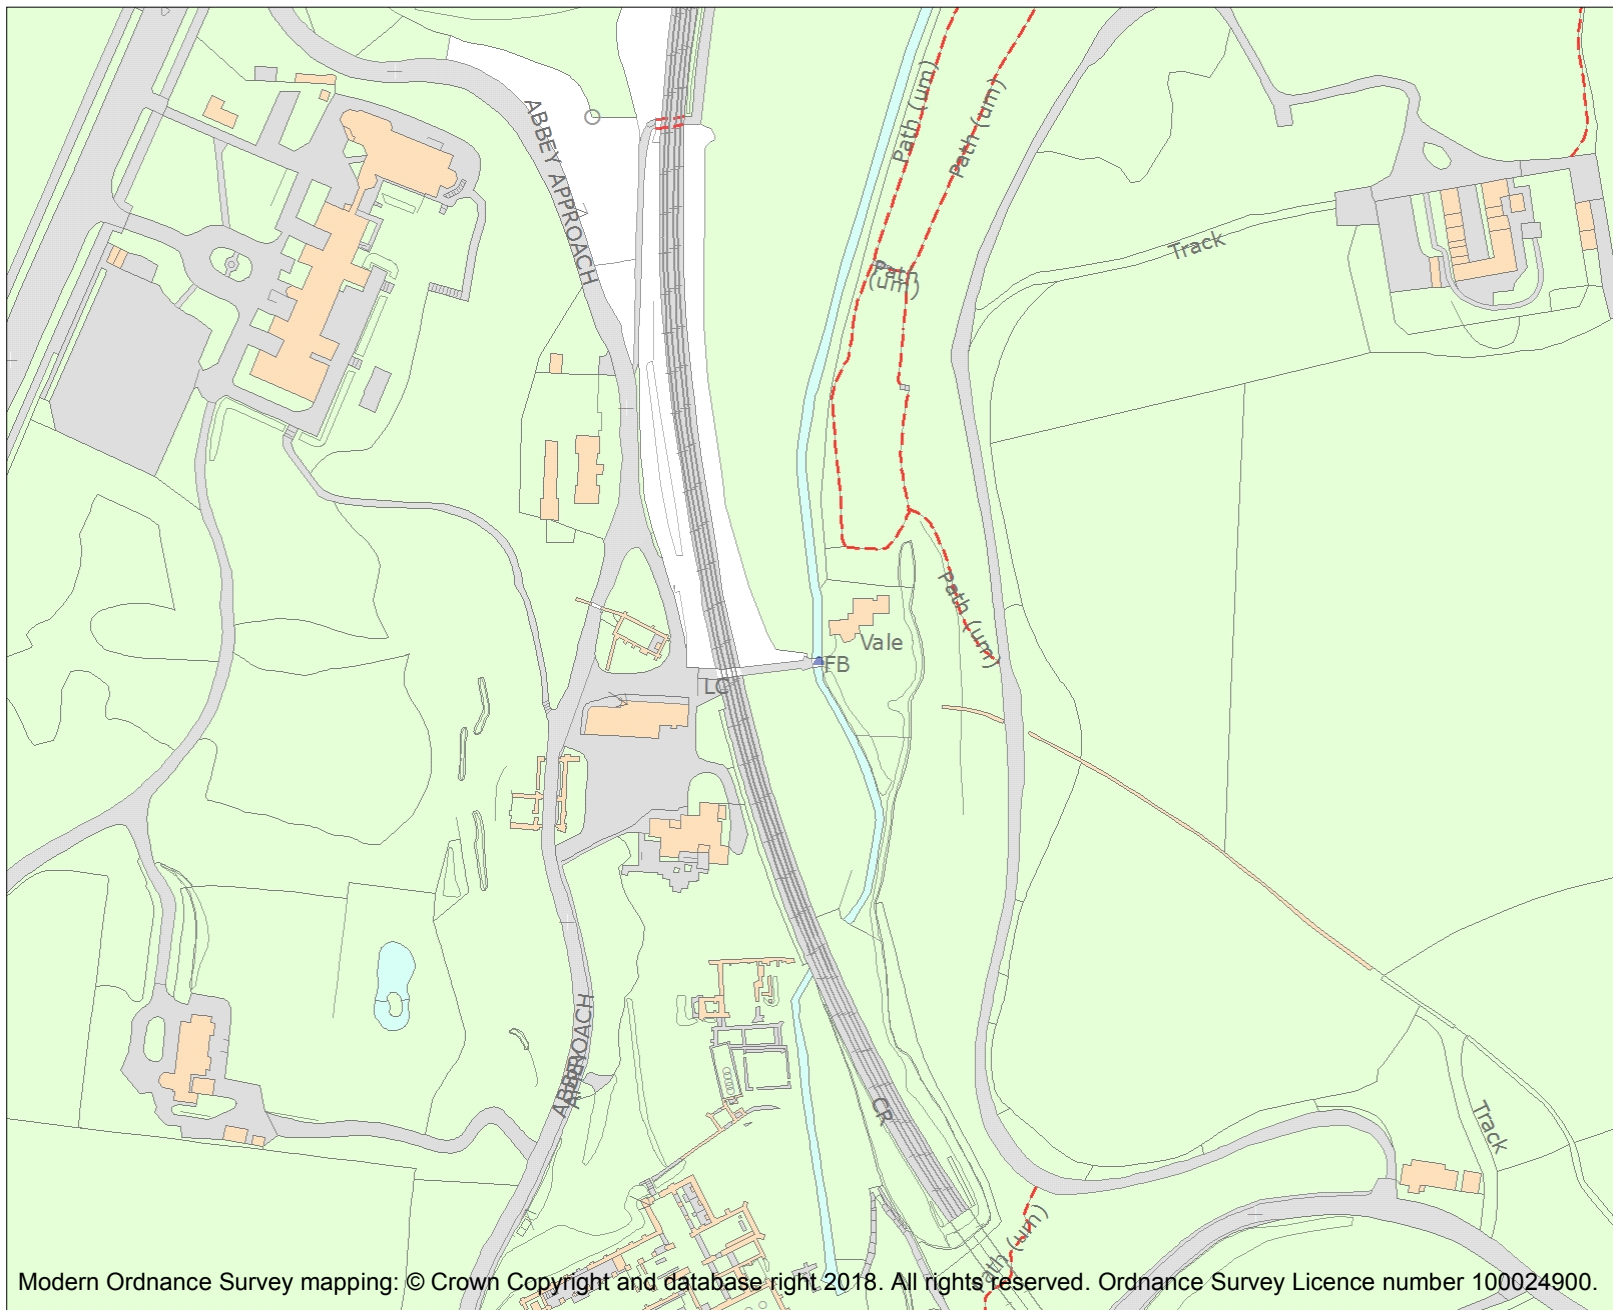 Path (um)
Path (um)
ABBEY APPROACH
Track
Path
(um)
Path (um)
Vale
FB
LC
APPROACH
CR
Track
Path (um)
Modern Ordnance Survey mapping: © Crown Copyright and database right 2018. All rights reserved. Ordnance Survey Licence number 100024900.